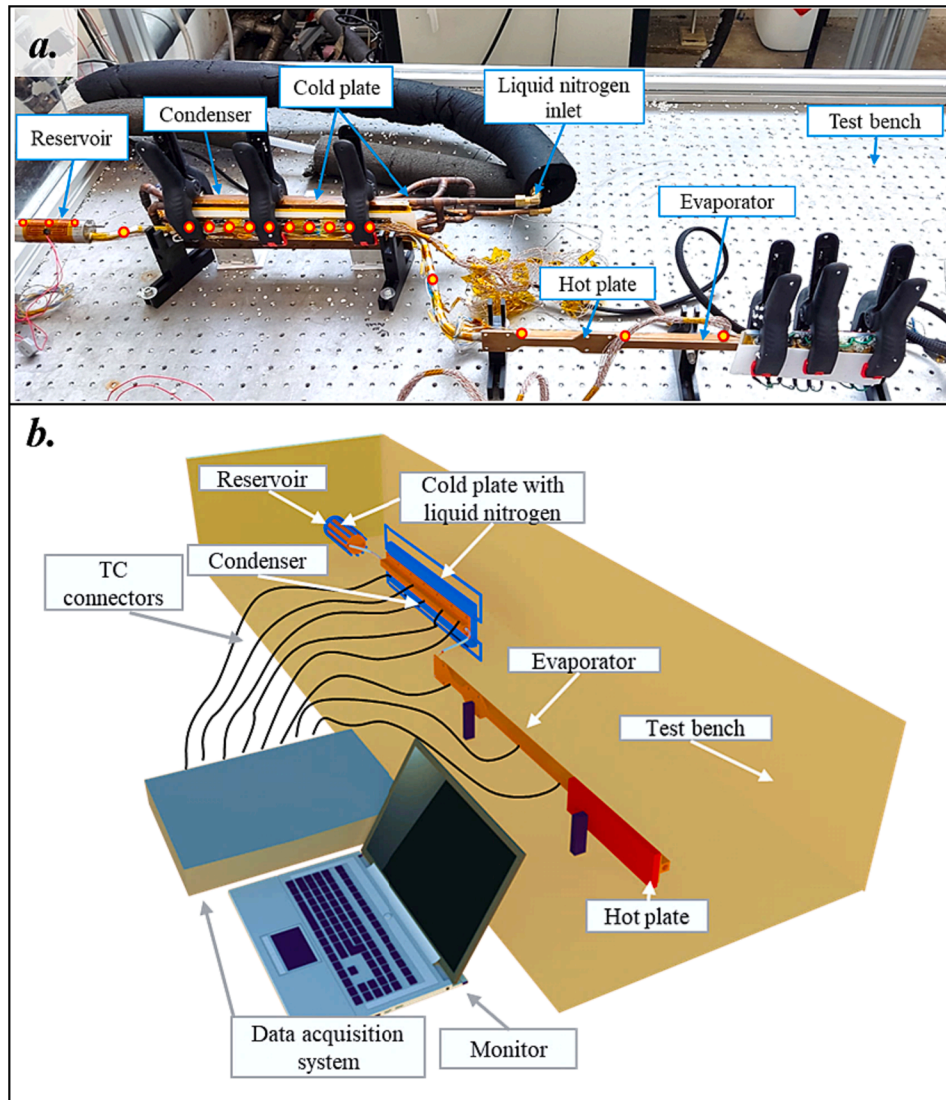 a.
Reservoir
Condenser
Cold plate
Liquid nitrogen
inlet
Test bench
Evaporator
Hot plate
b.
Reservoir
Cold plate with
liquid nitrogen
Condenser
TC
connectors
Evaporator
Test bench
Hot plate
Data acquisition
system
Monitor